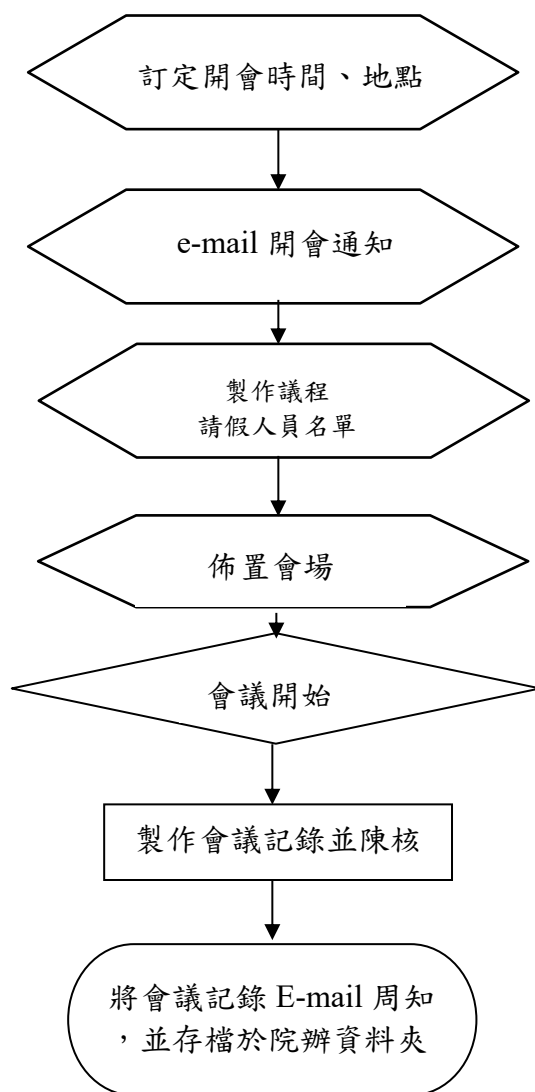 訂定開會時間、地點
e-mail 開會通知
製作議程
請假人員名單
佈置會場
會議開始
製作會議記錄並陳核
將會議記錄 E-mail 周知
，並存檔於院辦資料夾